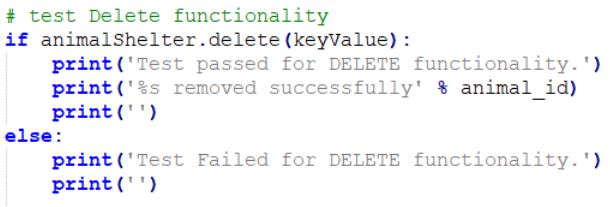 # test Delete functionality
if animalShelter.delete(keyValue):
    print('Test passed for DELETE functionality.')
    print('%s removed successfully' % animal_id)
    print('')
else:
    print('Test Failed for DELETE functionality.')
    print('')